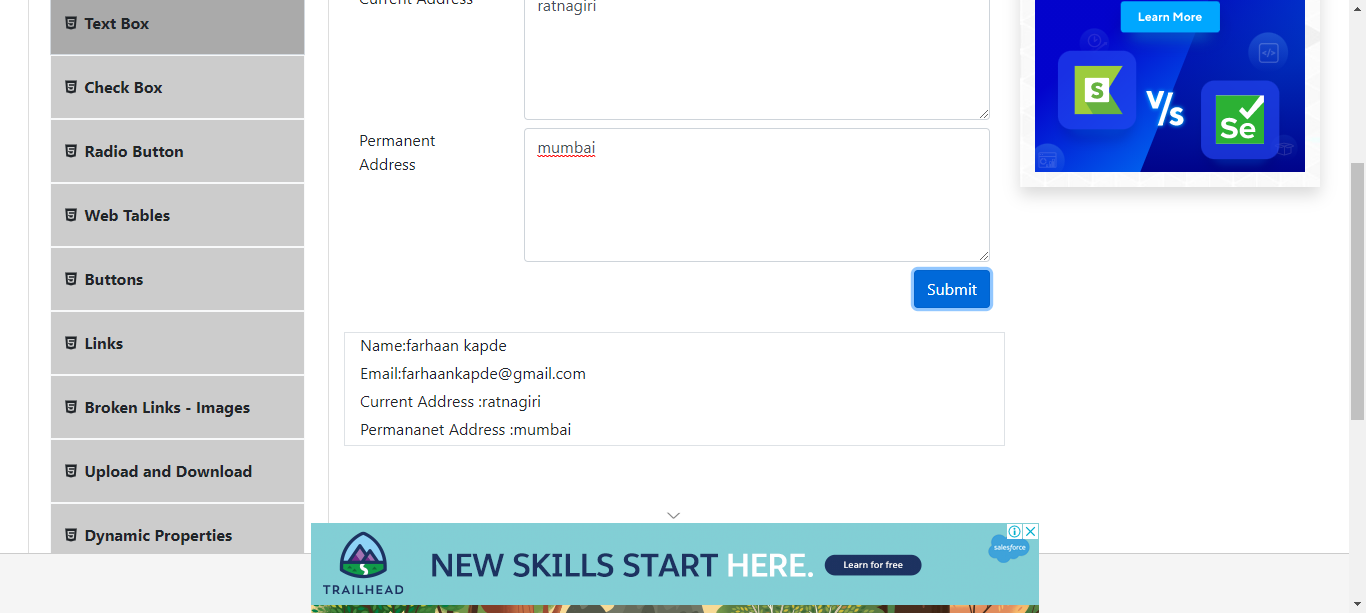 Text Box
Check Box
Radio Button
Web Tables
Buttons
Links
Broken Links - Images
Upload and Download
Dynamic Properties
Current Address
ratnagiri
Permanent
Address
mumbai
Submit
Name:farhaan kapde
Email:farhaankapde@gmail.com
Current Address :ratnagiri
Permananet Address :mumbai
Learn More
S
V/s
Se
TRAILHEAD
NEW SKILLS START HERE.
Learn for free
salesforce